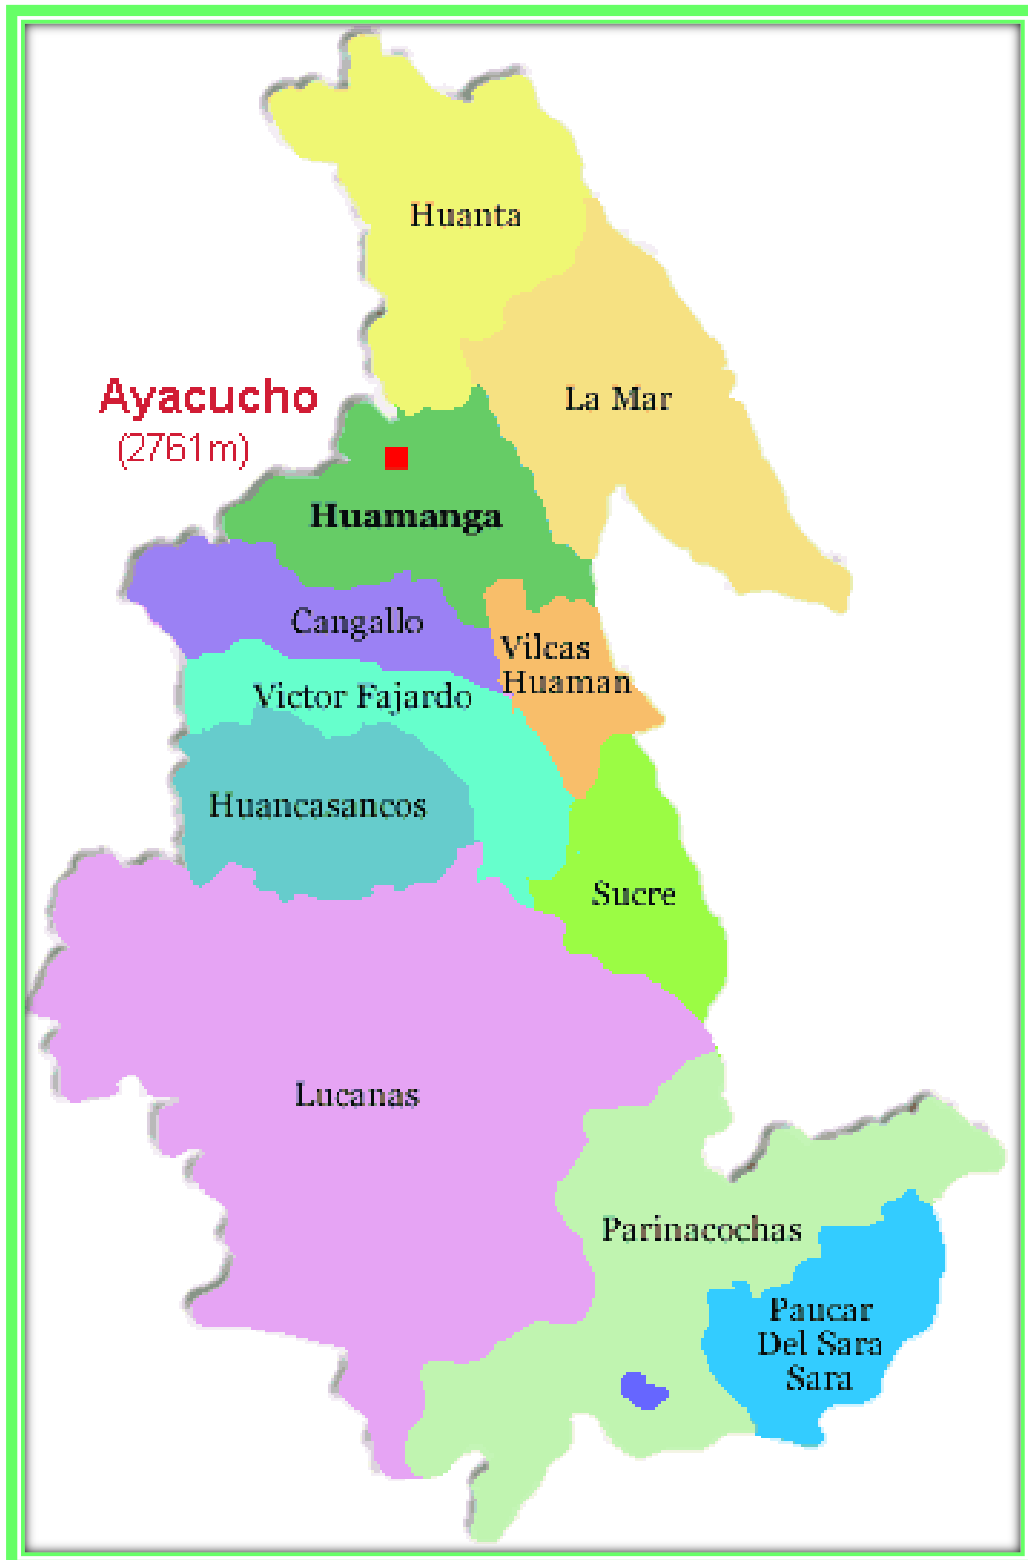 Huanta
La Mar
Ayacucho
(2761m)
Huamanga
Cangallo
Vilcas
Huaman
Victor Fajardo
Huancasancos
Sucre
Lucanas
Parinacochas
Paucar
Del Sara
Sara